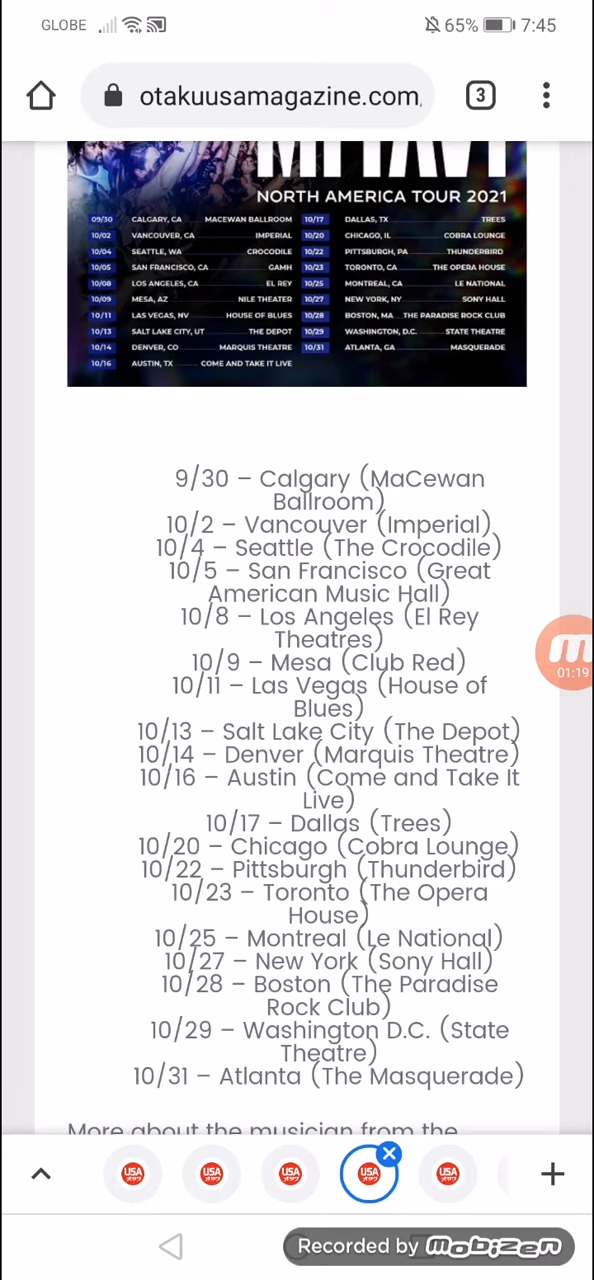 GLOBE 65% 7:45
otakuusamagazine.com, 3
NORTH AMERICA TOUR 2021
09/30 CALGARY, CA MACEWAN BALLROOM 10/17 DALLAS, TX TREES
10/02 VANCOUVER, CA IMPERIAL 10/20 CHICAGO, IL COBRA LOUNGE
10/04 SEATTLE, WA CROCODILE 10/22 PITTSBURGH, PA THUNDERBIRD
10/05 SAN FRANCISCO, CA GAMH 10/23 TORONTO, CA THE OPERA HOUSE
10/08 LOS ANGELES, CA EL REY 10/25 MONTREAL, CA LE NATIONAL
10/09 MESA, AZ NILE THEATER 10/27 NEW YORK, NY SONY HALL
10/11 LAS VEGAS, NV HOUSE OF BLUES 10/28 BOSTON, MA THE PARADISE ROCK CLUB
10/13 SALT LAKE CITY, UT THE DEPOT 10/29 WASHINGTON, D.C. STATE THEATRE
10/14 DENVER, CO MARQUIS THEATRE 10/31 ATLANTA, GA MASQUERADE
10/16 AUSTIN, TX COME AND TAKE IT LIVE
9/30 – Calgary (MaCewan
Ballroom)
10/2 – Vancouver (Imperial)
10/4 – Seattle (The Crocodile)
10/5 – San Francisco (Great
American Music Hall)
10/8 – Los Angeles (El Rey
Theatres)
10/9 – Mesa (Club Red)
10/11 – Las Vegas (House of
Blues)
10/13 – Salt Lake City (The Depot)
10/14 – Denver (Marquis Theatre)
10/16 – Austin (Come and Take It
Live)
10/17 – Dallas (Trees)
10/20 – Chicago (Cobra Lounge)
10/22 – Pittsburgh (Thunderbird)
10/23 – Toronto (The Opera
House)
10/25 – Montreal (Le National)
10/27 – New York (Sony Hall)
10/28 – Boston (The Paradise
Rock Club)
10/29 – Washington D.C. (State
Theatre)
10/31 – Atlanta (The Masquerade)
01:19
More about the musician from the
USA USA USA USA USA
Recorded by mobizen